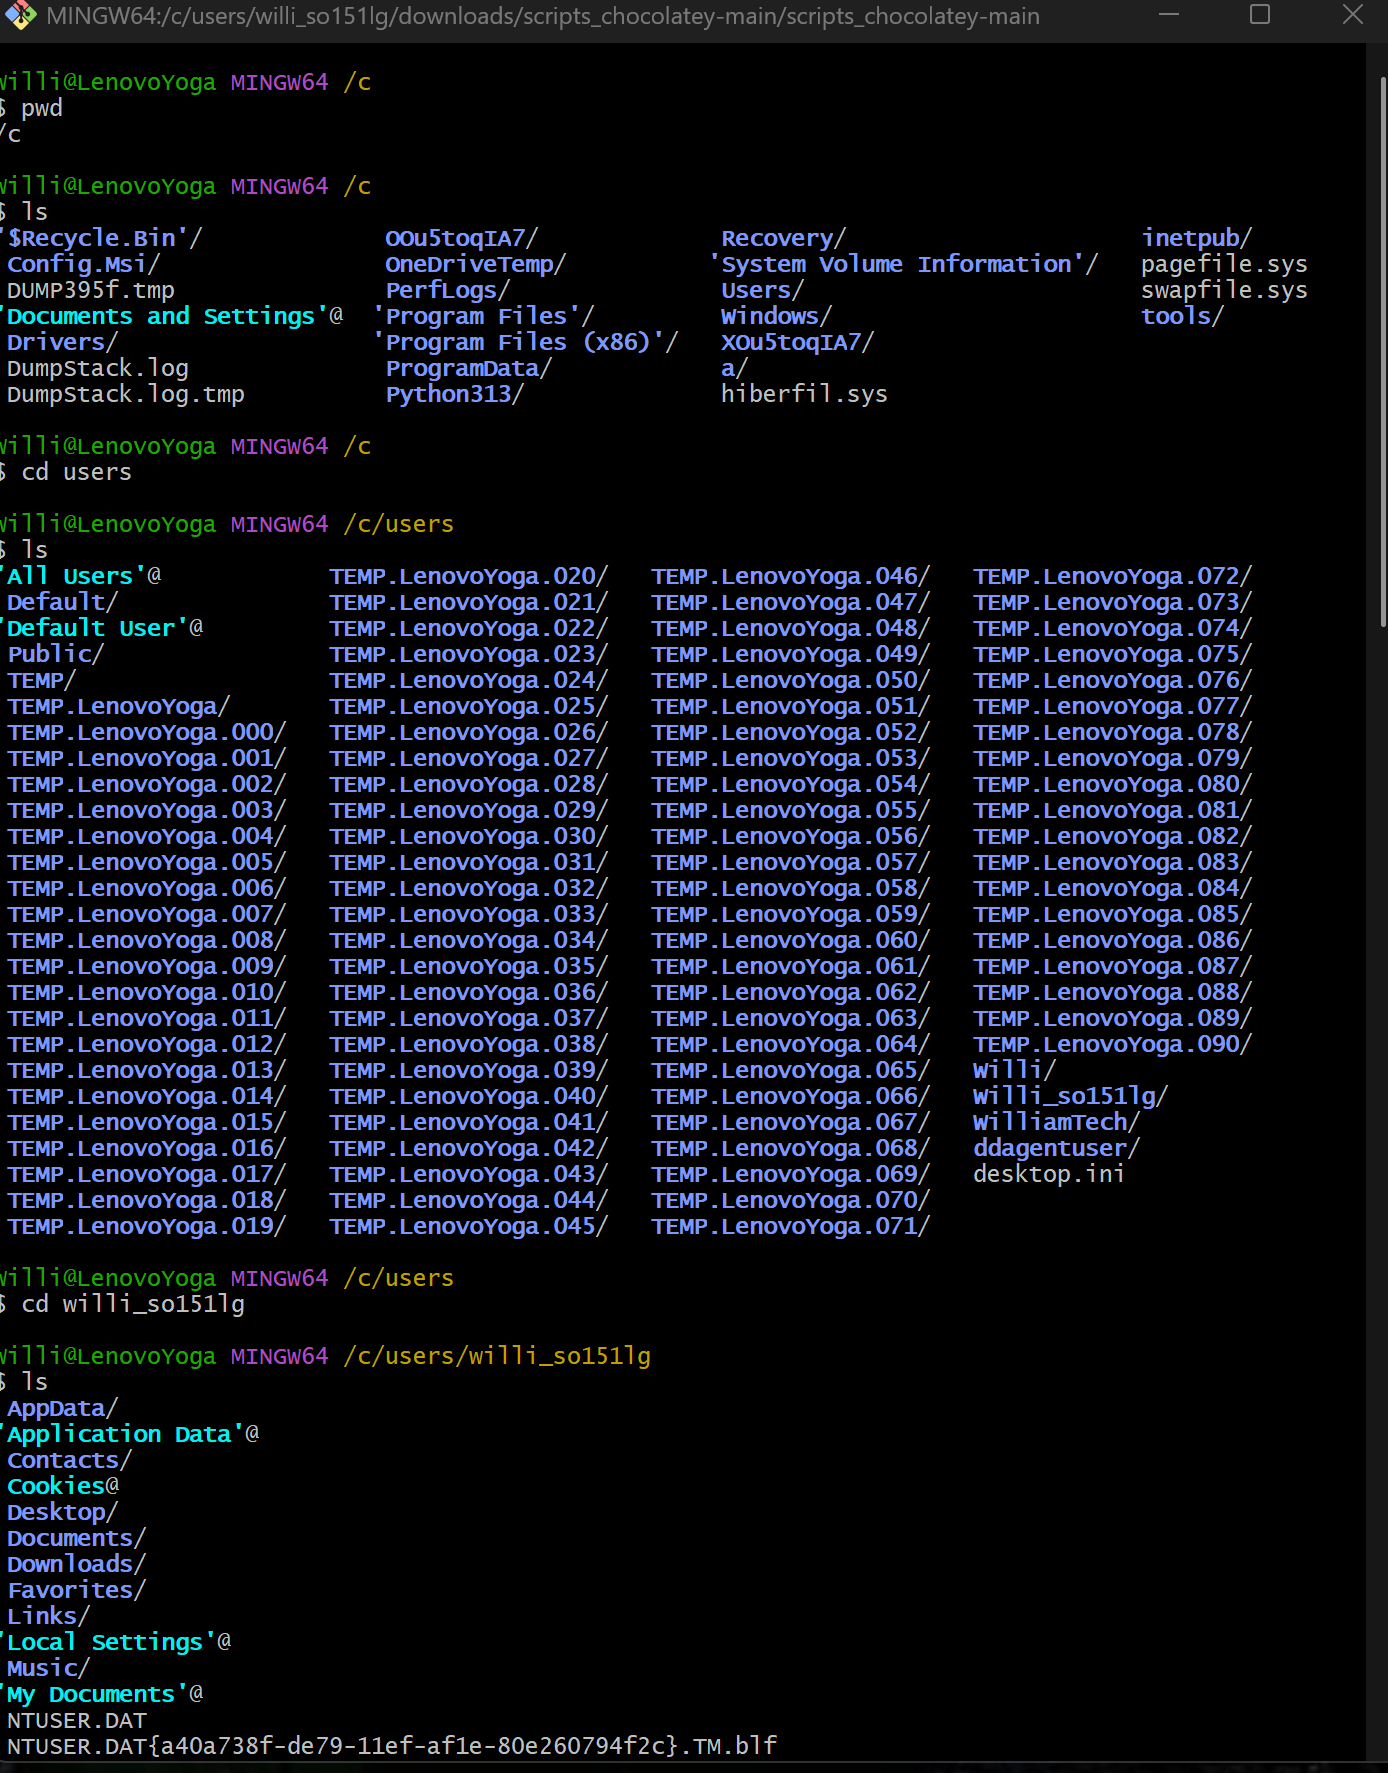 MINGW64:/c/users/willi_so151lg/downloads/scripts_chocolatey-main/scripts_chocolatey-main
Willi@LenovoYoga MINGW64 /c
$ pwd
/c
Willi@LenovoYoga MINGW64 /c
$ ls
'$Recycle.Bin'/ OOu5toqIA7/ Recovery/ inetpub/
Config.Msi/ OneDriveTemp/ 'System Volume Information'/ pagefile.sys
DUMP395f.tmp PerfLogs/ Users/ swapfile.sys
'Documents and Settings'@ 'Program Files'/ Windows/ tools/
Drivers/ 'Program Files (x86)'/ XOu5toqIA7/
DumpStack.log ProgramData/ a/
DumpStack.log.tmp Python313/ hiberfil.sys
Willi@LenovoYoga MINGW64 /c
$ cd users
Willi@LenovoYoga MINGW64 /c/users
$ ls
'All Users'@ TEMP.LenovoYoga.020/ TEMP.LenovoYoga.046/ TEMP.LenovoYoga.072/
Default/ TEMP.LenovoYoga.021/ TEMP.LenovoYoga.047/ TEMP.LenovoYoga.073/
'Default User'@ TEMP.LenovoYoga.022/ TEMP.LenovoYoga.048/ TEMP.LenovoYoga.074/
Public/ TEMP.LenovoYoga.023/ TEMP.LenovoYoga.049/ TEMP.LenovoYoga.075/
TEMP/ TEMP.LenovoYoga.024/ TEMP.LenovoYoga.050/ TEMP.LenovoYoga.076/
TEMP.LenovoYoga/ TEMP.LenovoYoga.025/ TEMP.LenovoYoga.051/ TEMP.LenovoYoga.077/
TEMP.LenovoYoga.000/ TEMP.LenovoYoga.026/ TEMP.LenovoYoga.052/ TEMP.LenovoYoga.078/
TEMP.LenovoYoga.001/ TEMP.LenovoYoga.027/ TEMP.LenovoYoga.053/ TEMP.LenovoYoga.079/
TEMP.LenovoYoga.002/ TEMP.LenovoYoga.028/ TEMP.LenovoYoga.054/ TEMP.LenovoYoga.080/
TEMP.LenovoYoga.003/ TEMP.LenovoYoga.029/ TEMP.LenovoYoga.055/ TEMP.LenovoYoga.081/
TEMP.LenovoYoga.004/ TEMP.LenovoYoga.030/ TEMP.LenovoYoga.056/ TEMP.LenovoYoga.082/
TEMP.LenovoYoga.005/ TEMP.LenovoYoga.031/ TEMP.LenovoYoga.057/ TEMP.LenovoYoga.083/
TEMP.LenovoYoga.006/ TEMP.LenovoYoga.032/ TEMP.LenovoYoga.058/ TEMP.LenovoYoga.084/
TEMP.LenovoYoga.007/ TEMP.LenovoYoga.033/ TEMP.LenovoYoga.059/ TEMP.LenovoYoga.085/
TEMP.LenovoYoga.008/ TEMP.LenovoYoga.034/ TEMP.LenovoYoga.060/ TEMP.LenovoYoga.086/
TEMP.LenovoYoga.009/ TEMP.LenovoYoga.035/ TEMP.LenovoYoga.061/ TEMP.LenovoYoga.087/
TEMP.LenovoYoga.010/ TEMP.LenovoYoga.036/ TEMP.LenovoYoga.062/ TEMP.LenovoYoga.088/
TEMP.LenovoYoga.011/ TEMP.LenovoYoga.037/ TEMP.LenovoYoga.063/ TEMP.LenovoYoga.089/
TEMP.LenovoYoga.012/ TEMP.LenovoYoga.038/ TEMP.LenovoYoga.064/ TEMP.LenovoYoga.090/
TEMP.LenovoYoga.013/ TEMP.LenovoYoga.039/ TEMP.LenovoYoga.065/ Willi/
TEMP.LenovoYoga.014/ TEMP.LenovoYoga.040/ TEMP.LenovoYoga.066/ Willi_so151lg/
TEMP.LenovoYoga.015/ TEMP.LenovoYoga.041/ TEMP.LenovoYoga.067/ WilliamTech/
TEMP.LenovoYoga.016/ TEMP.LenovoYoga.042/ TEMP.LenovoYoga.068/ ddagentuser/
TEMP.LenovoYoga.017/ TEMP.LenovoYoga.043/ TEMP.LenovoYoga.069/ desktop.ini
TEMP.LenovoYoga.018/ TEMP.LenovoYoga.044/ TEMP.LenovoYoga.070/
TEMP.LenovoYoga.019/ TEMP.LenovoYoga.045/ TEMP.LenovoYoga.071/
Willi@LenovoYoga MINGW64 /c/users
$ cd willi_so151lg
Willi@LenovoYoga MINGW64 /c/users/willi_so151lg
$ ls
AppData/
'Application Data'@
Contacts/
Cookies@
Desktop/
Documents/
Downloads/
Favorites/
Links/
'Local Settings'@
Music/
'My Documents'@
NTUSER.DAT
NTUSER.DAT{a40a738f-de79-11ef-af1e-80e260794f2c}.TM.blf